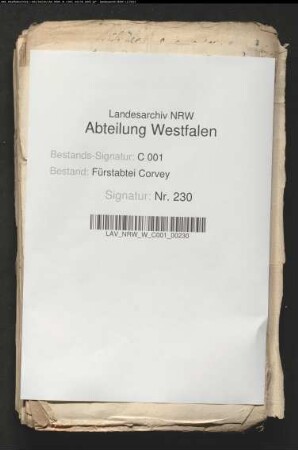 Landesarchiv NRW
Abteilung Westfalen
Bestands-Signatur: C 001
Bestand: Fürstabtei Corvey
Signatur: Nr. 230
LAV_NRW_W_C001_00230